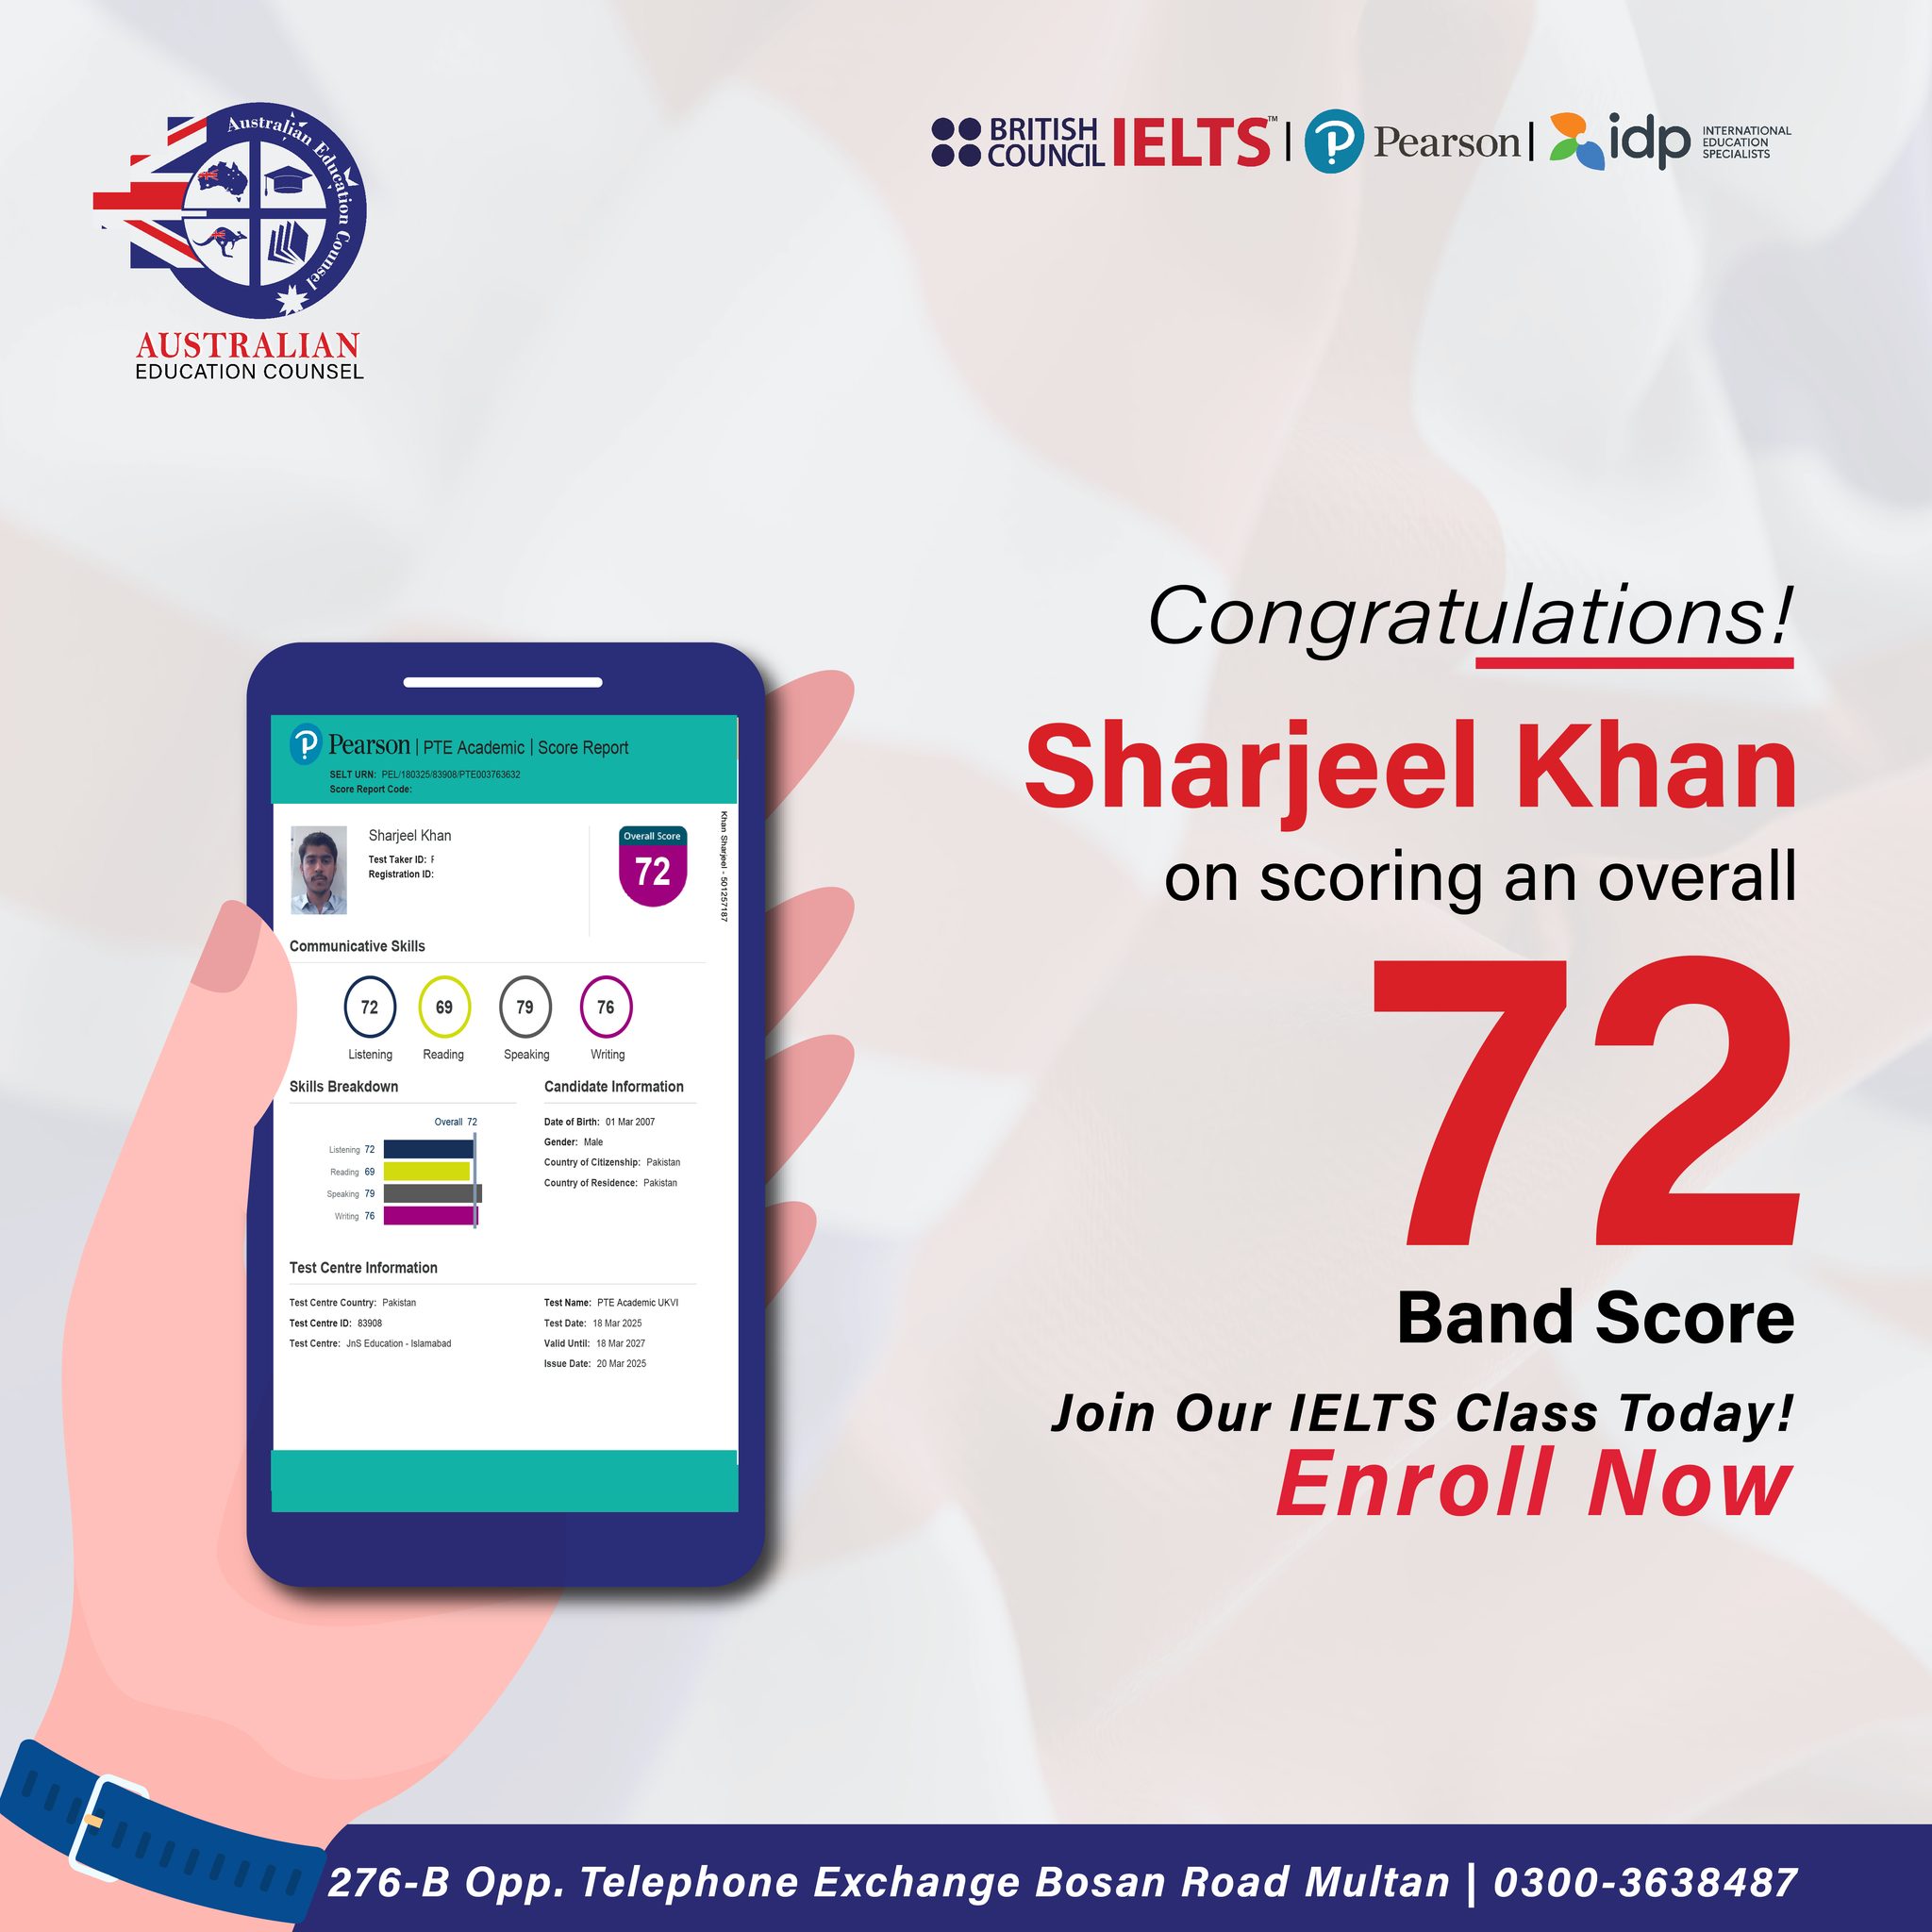 Australian Education Counsel
AUSTRALIAN
EDUCATION COUNSEL
BRITISH COUNCIL IELTS™ | Pearson | idp INTERNATIONAL EDUCATION SPECIALISTS
Congratulations!
Sharjeel Khan
on scoring an overall
72
Band Score
Join Our IELTS Class Today!
Enroll Now
Pearson | PTE Academic | Score Report
SELT URN: PEL/180325/83908/PTE003763632
Score Report Code:
Sharjeel Khan
Test Taker ID:
Registration ID:
Overall Score
72
Khan Sharjeel - 501257187
Communicative Skills
72 69 79 76
Listening Reading Speaking Writing
Skills Breakdown
Overall 72
Listening 72
Reading 69
Speaking 79
Writing 76
Candidate Information
Date of Birth: 01 Mar 2007
Gender: Male
Country of Citizenship: Pakistan
Country of Residence: Pakistan
Test Centre Information
Test Centre Country: Pakistan
Test Centre ID: 83908
Test Centre: JnS Education - Islamabad
Test Name: PTE Academic UKVI
Test Date: 18 Mar 2025
Valid Until: 18 Mar 2027
Issue Date: 20 Mar 2025
276-B Opp. Telephone Exchange Bosan Road Multan | 0300-3638487